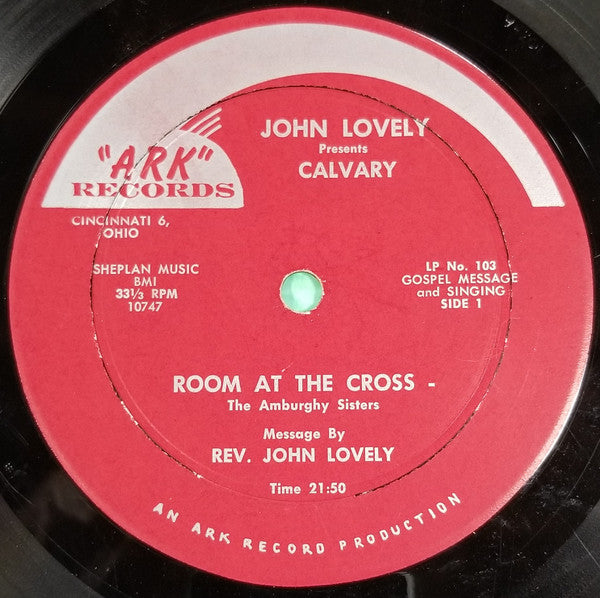 JOHN LOVELY
Presents
CALVARY
"ARK"
RECORDS
CINCINNATI 6,
OHIO
SHEPLAN MUSIC
BMI
33⅓ RPM
10747
LP No. 103
GOSPEL MESSAGE
and SINGING
SIDE 1
ROOM AT THE CROSS -
The Amburghy Sisters
Message By
REV. JOHN LOVELY
Time 21:50
AN ARK RECORD PRODUCTION